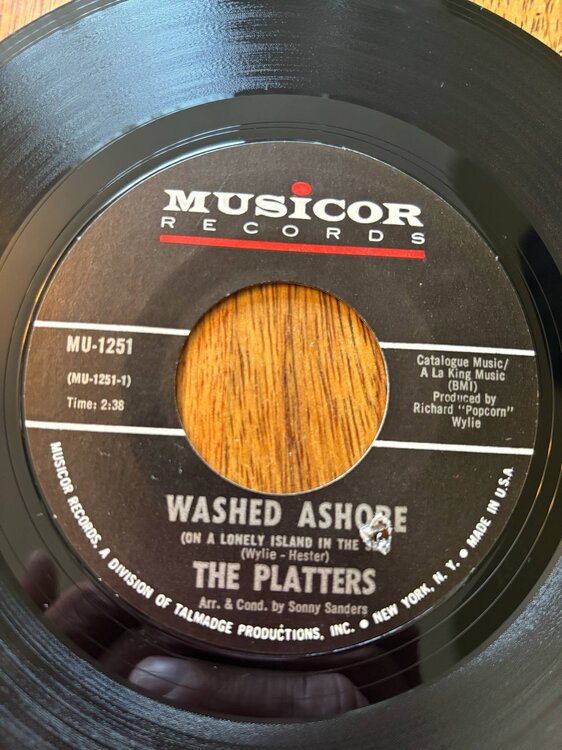 MUSICOR
RECORDS
MU-1251
(MU-1251-1)
Time: 2:38
Catalogue Music/
A La King Music
(BMI)
Produced by
Richard "Popcorn"
Wylie
WASHED ASHORE
(ON A LONELY ISLAND IN THE
(Wylie - Hester)
THE PLATTERS
Arr. & Cond. by Sonny Sanders
MUSICOR RECORDS, A DIVISION OF TALMADGE PRODUCTIONS, INC. ● NEW YORK, N. Y. ● MADE IN U.S.A